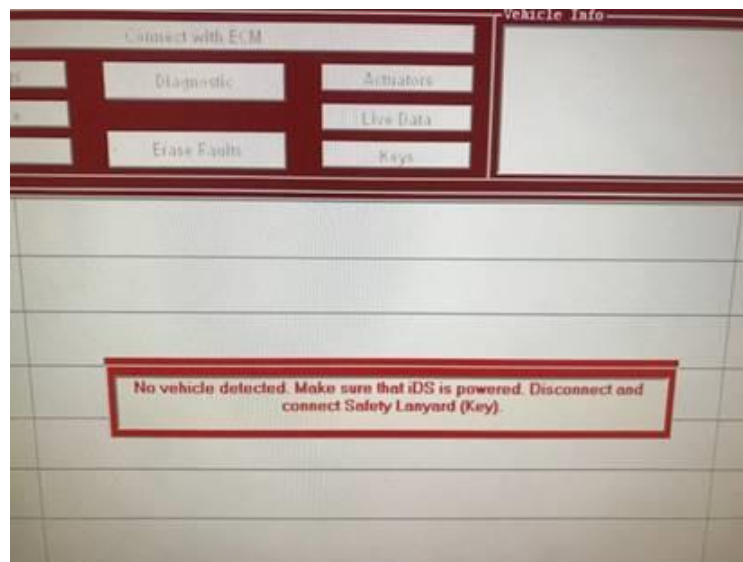 Vehicle Info
Connect with ECM
Diagnostic
Actuators
Live Data
Erase Faults
Keys
No vehicle detected. Make sure that iDS is powered. Disconnect and
connect Safety Lanyard (Key).